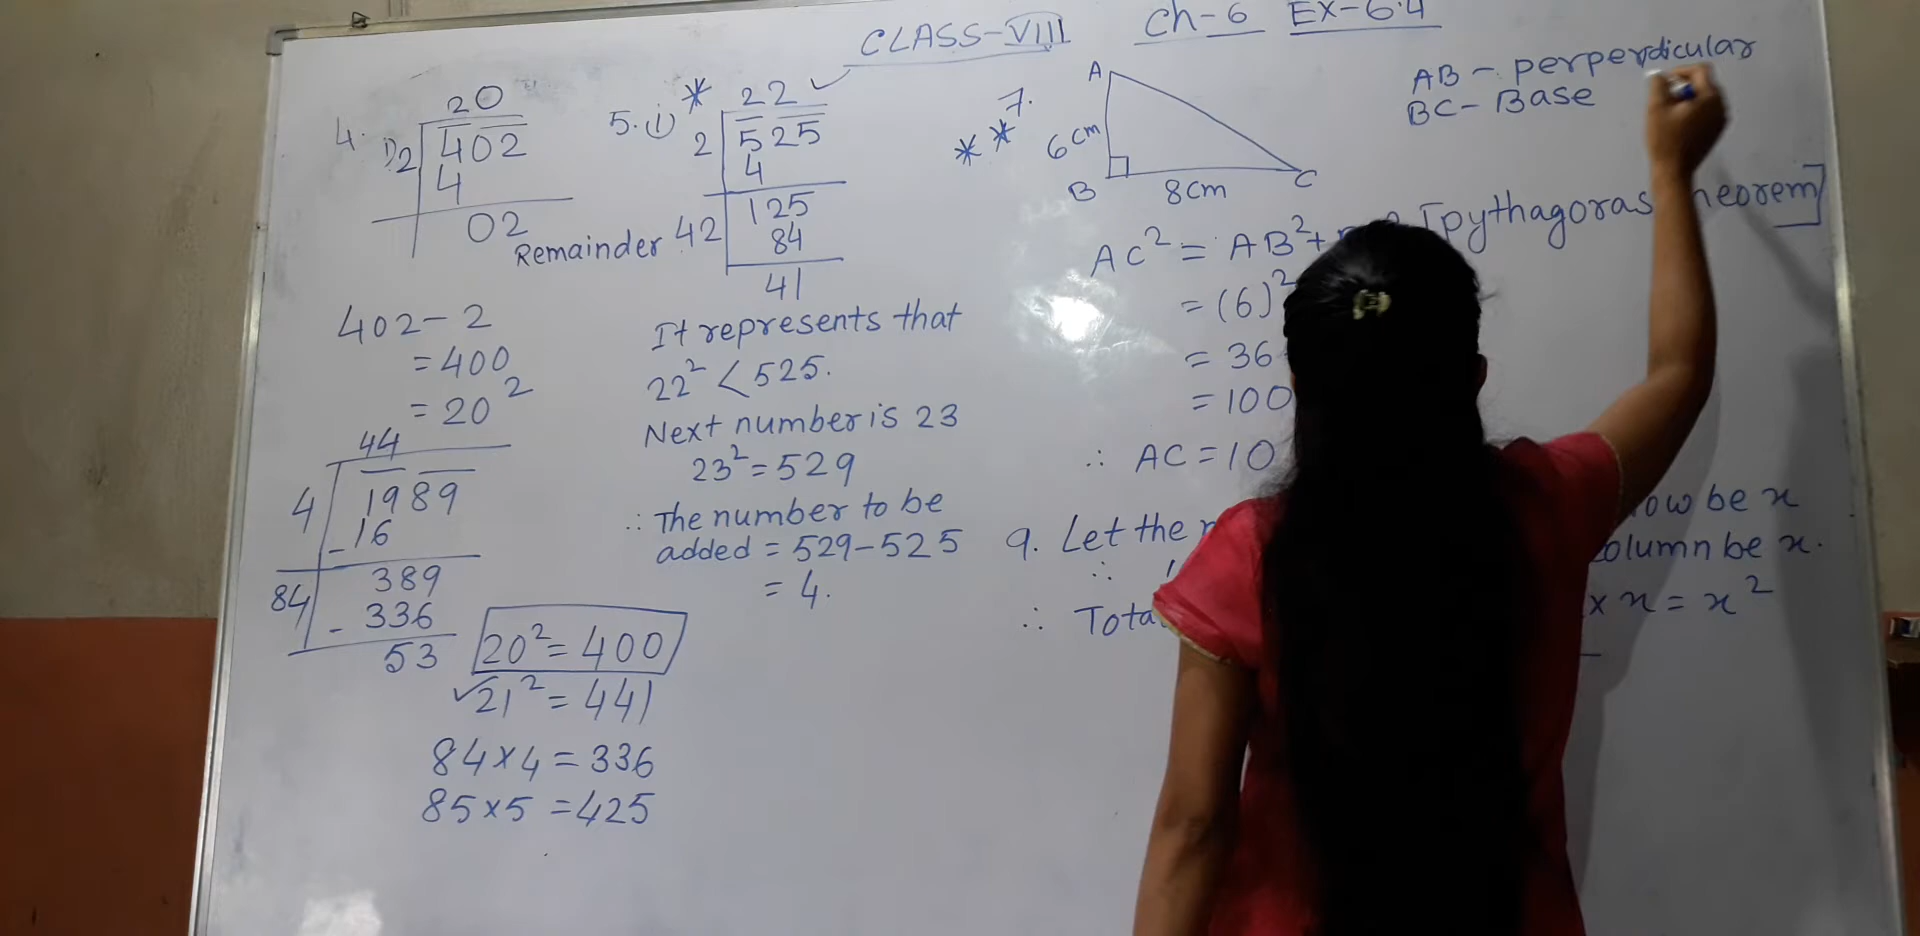 CLASS-VIII Ch-6 EX-6.4
4. 1)
20
2 402
4
02
402-2
= 400
= 20²
44
4 1989
-16
84 389
- 336
53
20² = 400
✓21² = 441
84×4 = 336
85×5 = 425
5. i) *
22 ✓
2 525
4
Remainder 42 125
84
41
It represents that
22² < 525.
Next number is 23
23² = 529
∴ The number to be
added = 529-525
= 4.
7.
**
A
6cm
B 8cm C
AB - perpendicular
BC - Base
AC² = AB²+ [pythagoras
= (6)²
= 36
= 100
∴ AC = 10
9. Let the be x
∴ column be x.
∴ × x = x²